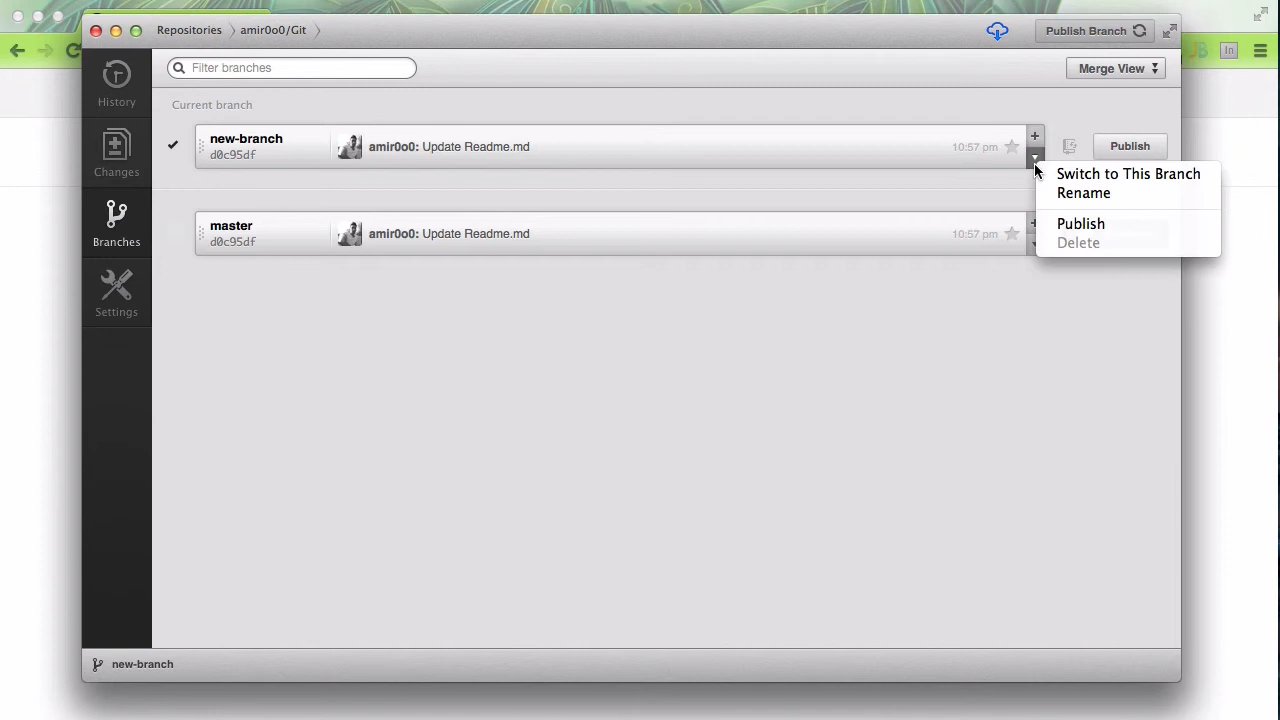 Repositories
amir0o0/Git
Publish Branch
In
History
Changes
Branches
Settings
Filter branches
Merge View
Current branch
new-branch
d0c95df
amir0o0: Update Readme.md
10:57 pm
Publish
master
d0c95df
amir0o0: Update Readme.md
10:57 pm
Switch to This Branch
Rename
Publish
Delete
new-branch